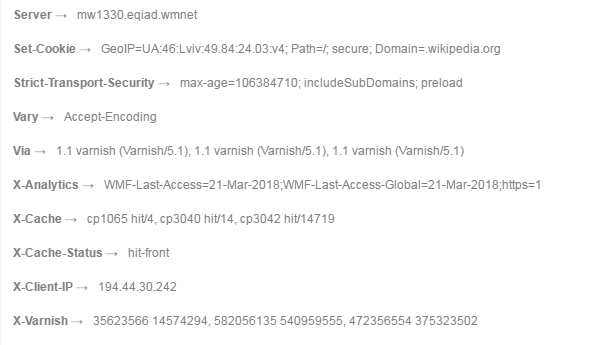 Server → mw1330.eqiad.wmnet
Set-Cookie → GeoIP=UA:46:Lviv:49.84:24.03:v4; Path=/; secure; Domain=.wikipedia.org
Strict-Transport-Security → max-age=106384710; includeSubDomains; preload
Vary → Accept-Encoding
Via → 1.1 varnish (Varnish/5.1), 1.1 varnish (Varnish/5.1), 1.1 varnish (Varnish/5.1)
X-Analytics → WMF-Last-Access=21-Mar-2018;WMF-Last-Access-Global=21-Mar-2018;https=1
X-Cache → cp1065 hit/4, cp3040 hit/14, cp3042 hit/14719
X-Cache-Status → hit-front
X-Client-IP → 194.44.30.242
X-Varnish → 35623566 14574294, 582056135 540959555, 472356554 375323502